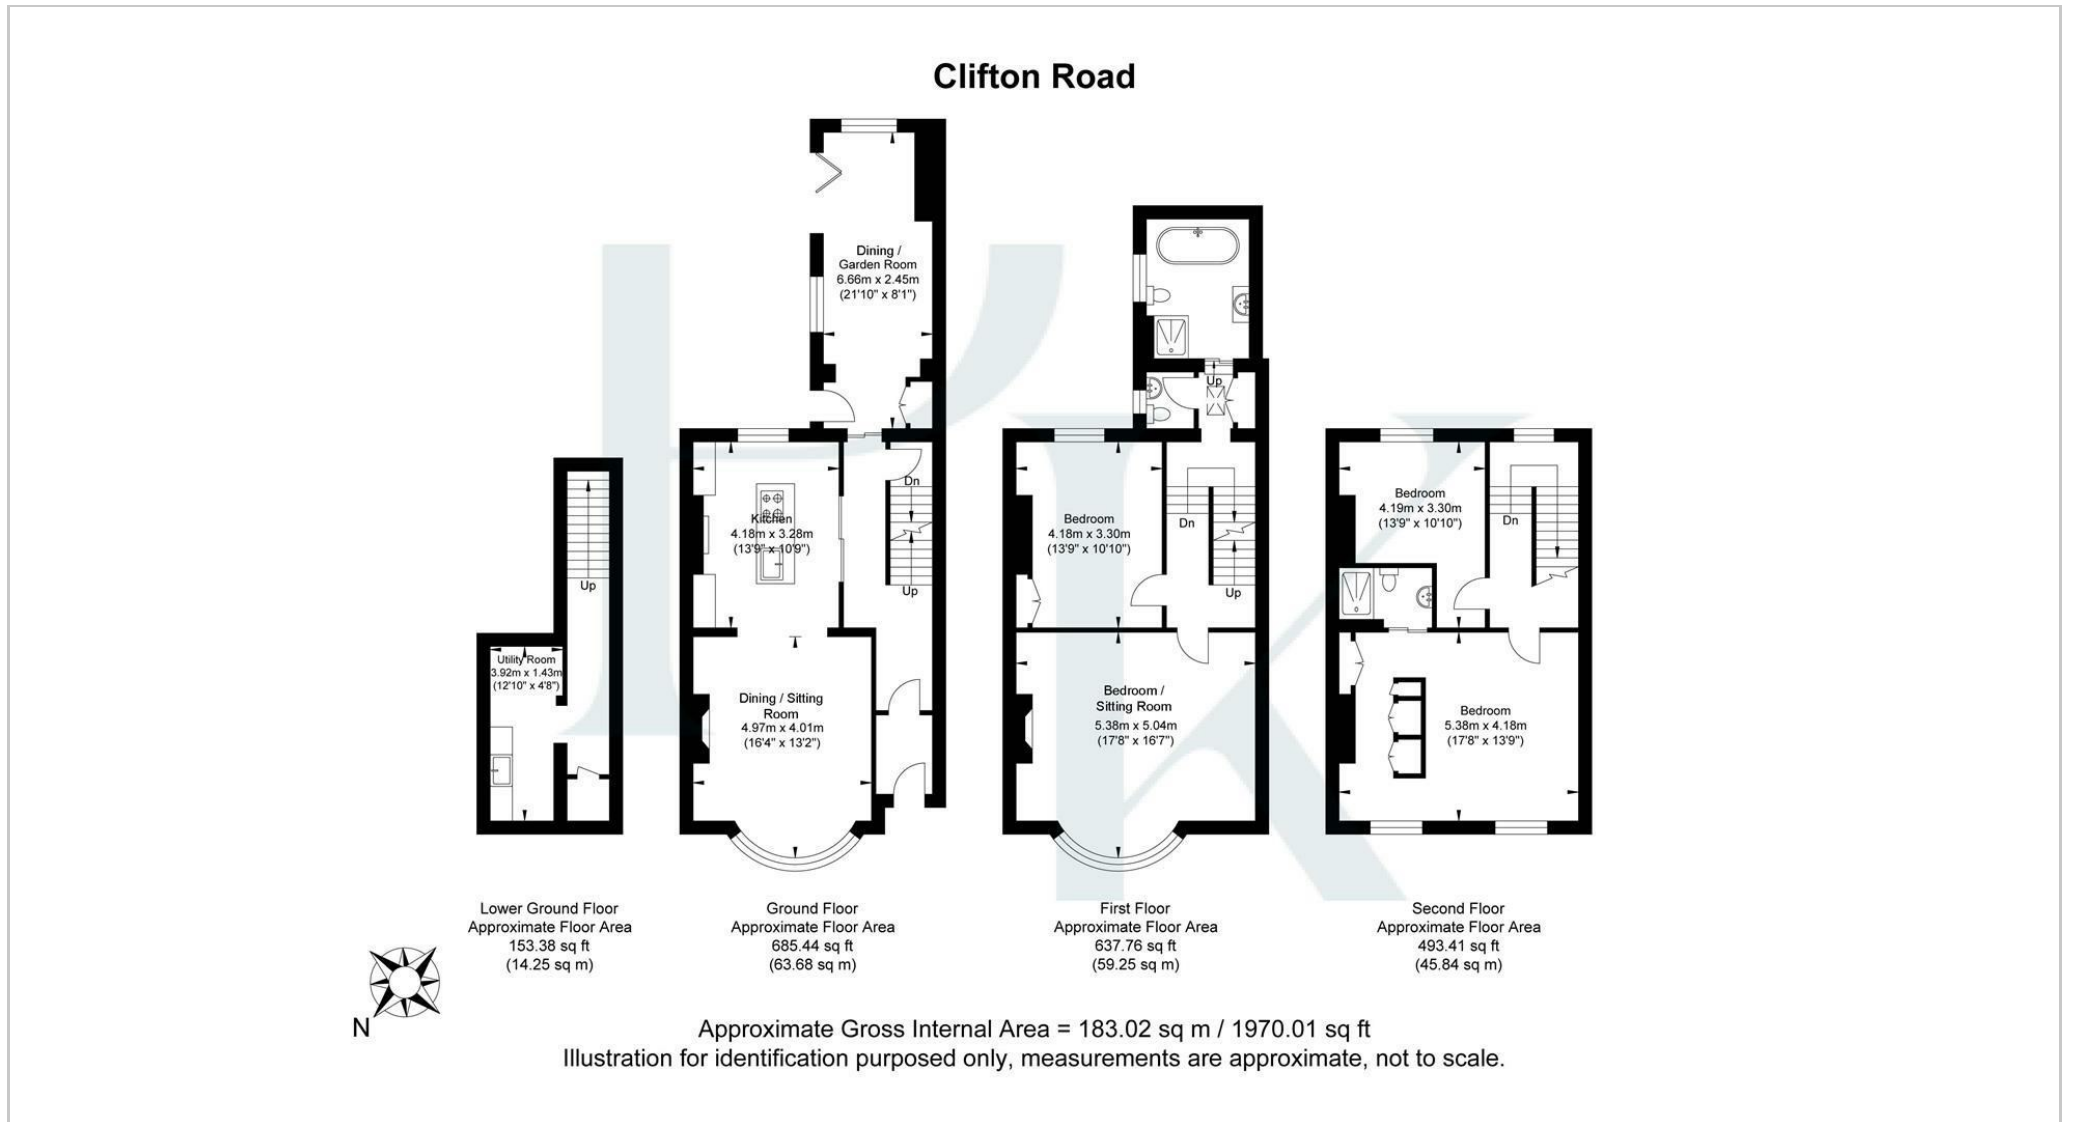 Clifton Road
Dining /
Garden Room
6.66m x 2.45m
(21'10" x 8'1")
Up
Dn
Kitchen
4.18m x 3.28m
(13'9" x 10'9")
Up
Bedroom
4.18m x 3.30m
(13'9" x 10'10")
Dn
Up
Bedroom
4.19m x 3.30m
(13'9" x 10'10")
Dn
Up
Utility Room
3.92m x 1.43m
(12'10" x 4'8")
Dining / Sitting
Room
4.97m x 4.01m
(16'4" x 13'2")
Bedroom /
Sitting Room
5.38m x 5.04m
(17'8" x 16'7")
Bedroom
5.38m x 4.18m
(17'8" x 13'9")
Lower Ground Floor
Approximate Floor Area
153.38 sq ft
(14.25 sq m)
Ground Floor
Approximate Floor Area
685.44 sq ft
(63.68 sq m)
First Floor
Approximate Floor Area
637.76 sq ft
(59.25 sq m)
Second Floor
Approximate Floor Area
493.41 sq ft
(45.84 sq m)
N
Approximate Gross Internal Area = 183.02 sq m / 1970.01 sq ft
Illustration for identification purposed only, measurements are approximate, not to scale.